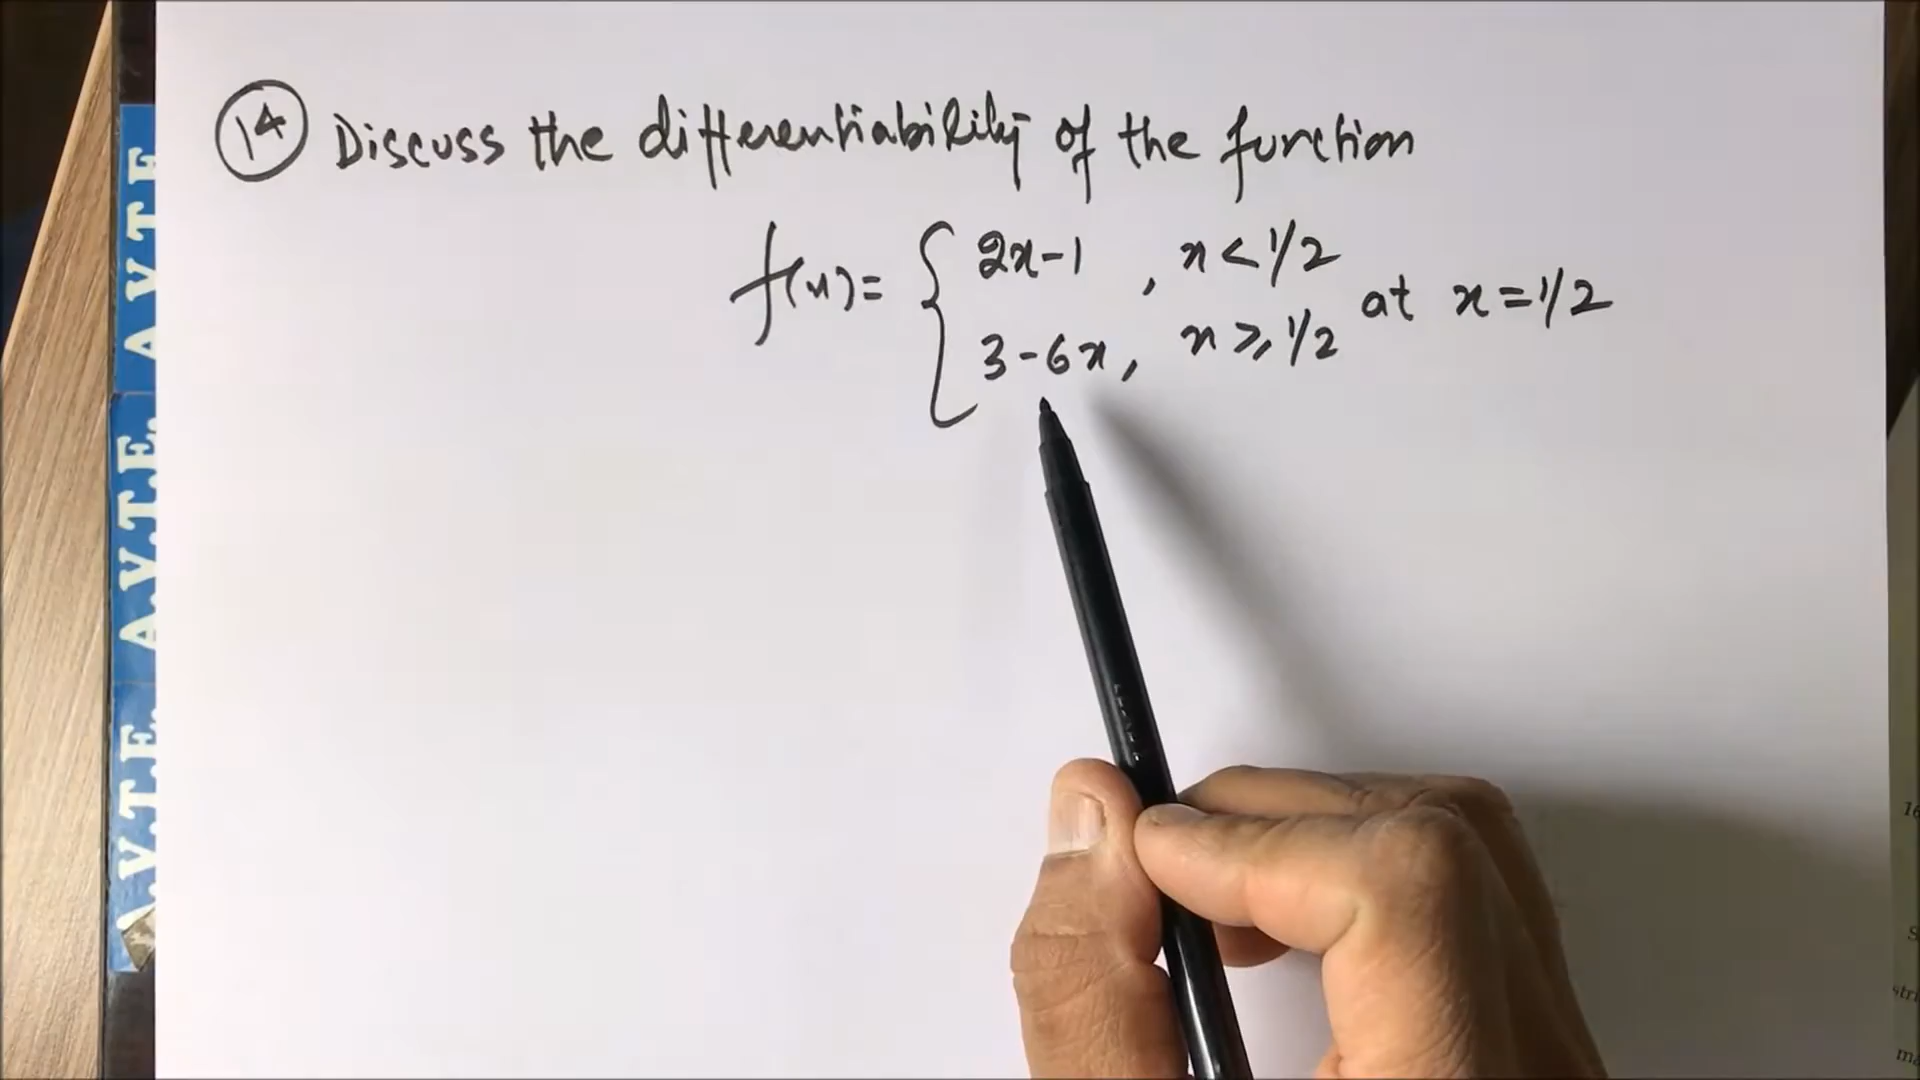 14 Discuss the differentiability of the function
f(x) = { 2x-1 , x < 1/2
3-6x , x ⩾ 1/2 at x = 1/2
A.V.T.E. A.V.T.E. A.V.T.E